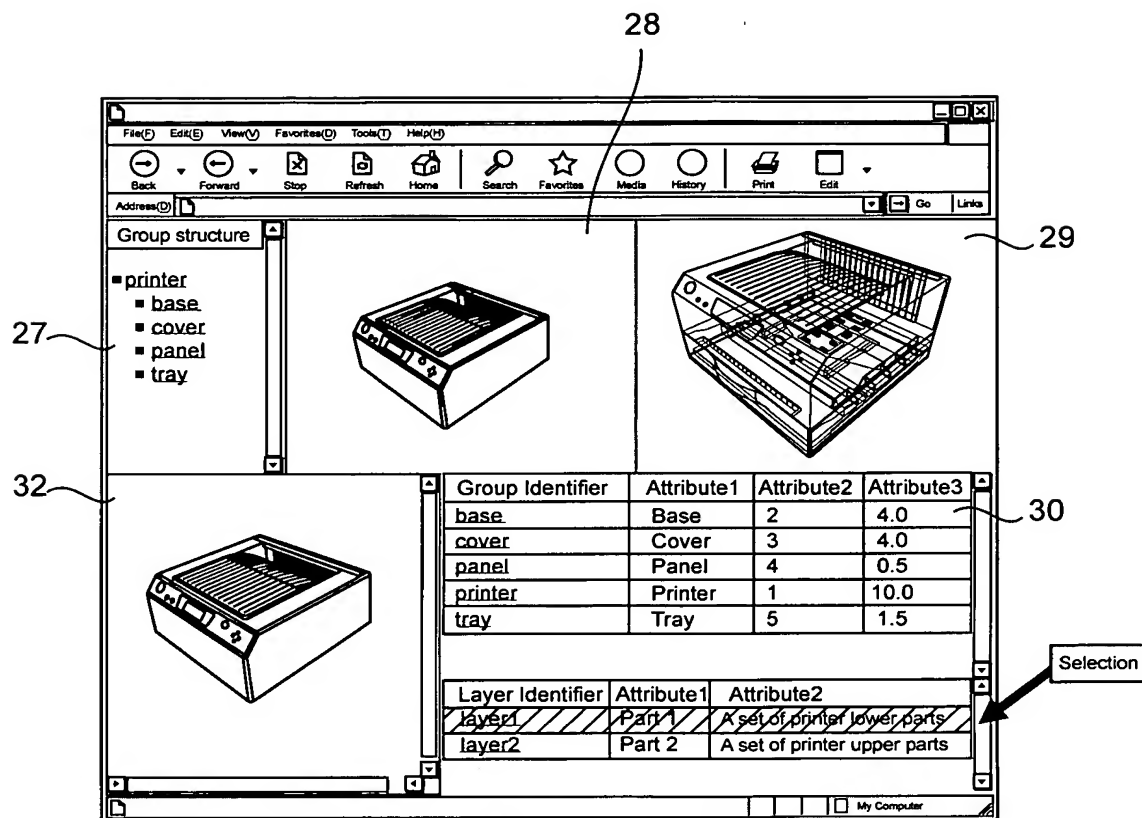 28
File(F) Edit(E) View(V) Favorites(D) Tools(T) Help(H)
Back Forward Stop Refresh Home Search Favorites Media History Print Edit
Address(D) Go Links
Group structure
29
printer
base
cover
panel
tray
27
32
Group Identifier Attribute1 Attribute2 Attribute3
base Base 2 4.0
cover Cover 3 4.0
panel Panel 4 0.5
printer Printer 1 10.0
tray Tray 5 1.5
30
Selection
Layer Identifier Attribute1 Attribute2
layer1 Part 1 A set of printer lower parts
layer2 Part 2 A set of printer upper parts
My Computer